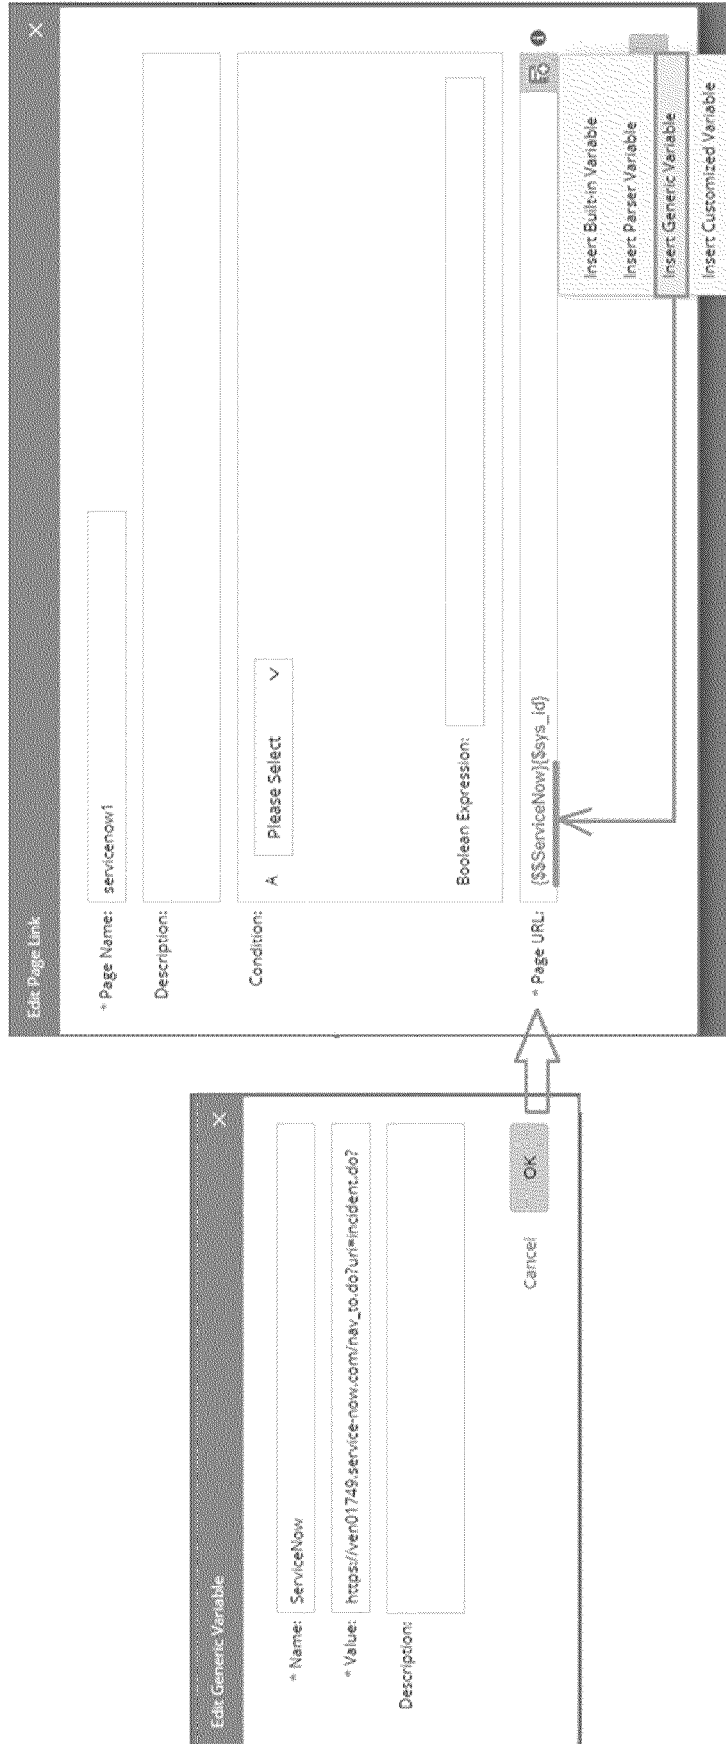 Edit Generic Variable
* Name: ServiceNow
* Value: https://ven01749.service-now.com/nav_to.do?uri=incident.do?
Description:
Cancel OK
Edit Page Link
* Page Name: servicenow1
Description:
Condition:
A Please Select
Boolean Expression:
* Page URL: {$$ServiceNow}{$sys_id}
Insert Built-in Variable
Insert Parser Variable
Insert Generic Variable
Insert Customized Variable